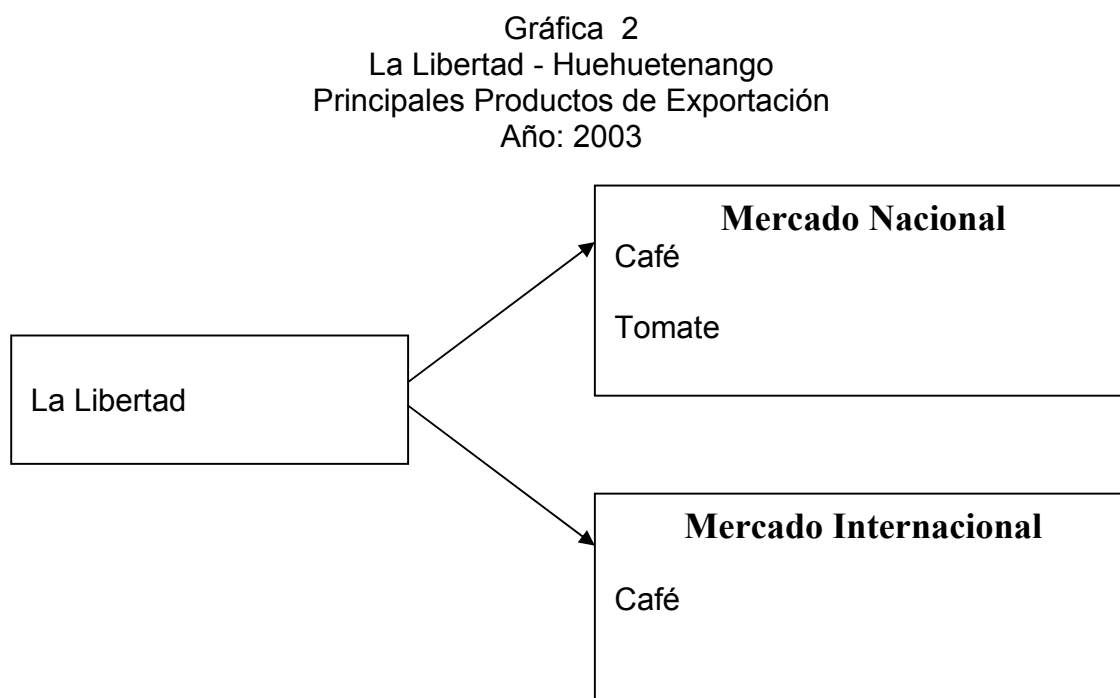 Gráfica 2
La Libertad - Huehuetenango
Principales Productos de Exportación
Año: 2003
Mercado Nacional
Café
Tomate
La Libertad
Mercado Internacional
Café